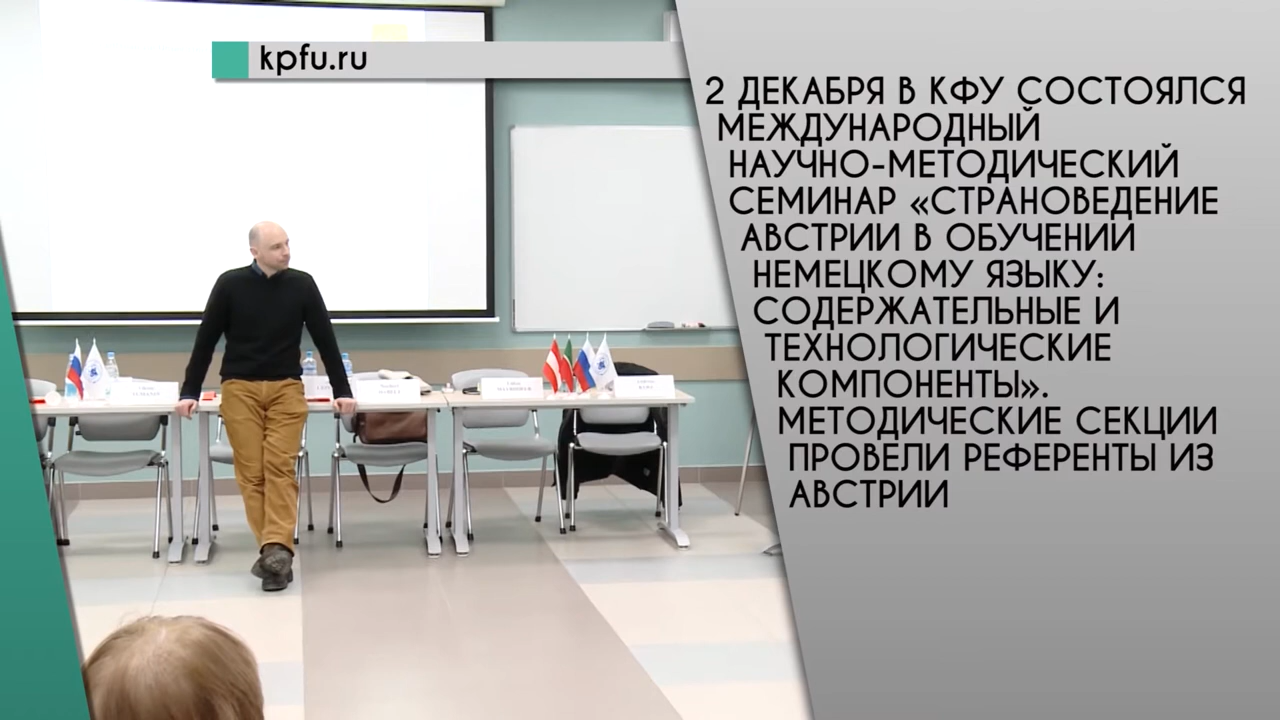 kpfu.ru
2 ДЕКАБРЯ В КФУ СОСТОЯЛСЯ
МЕЖДУНАРОДНЫЙ
НАУЧНО-МЕТОДИЧЕСКИЙ
СЕМИНАР «СТРАНОВЕДЕНИЕ
АВСТРИИ В ОБУЧЕНИИ
НЕМЕЦКОМУ ЯЗЫКУ:
СОДЕРЖАТЕЛЬНЫЕ И
ТЕХНОЛОГИЧЕСКИЕ
КОМПОНЕНТЫ».
МЕТОДИЧЕСКИЕ СЕКЦИИ
ПРОВЕЛИ РЕФЕРЕНТЫ ИЗ
АВСТРИИ